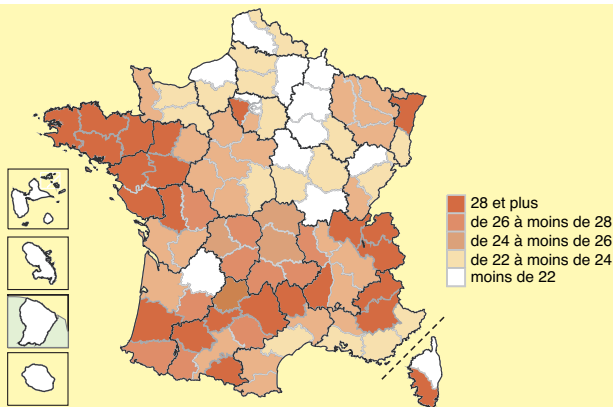 28 et plus
de 26 à moins de 28
de 24 à moins de 26
de 22 à moins de 24
moins de 22